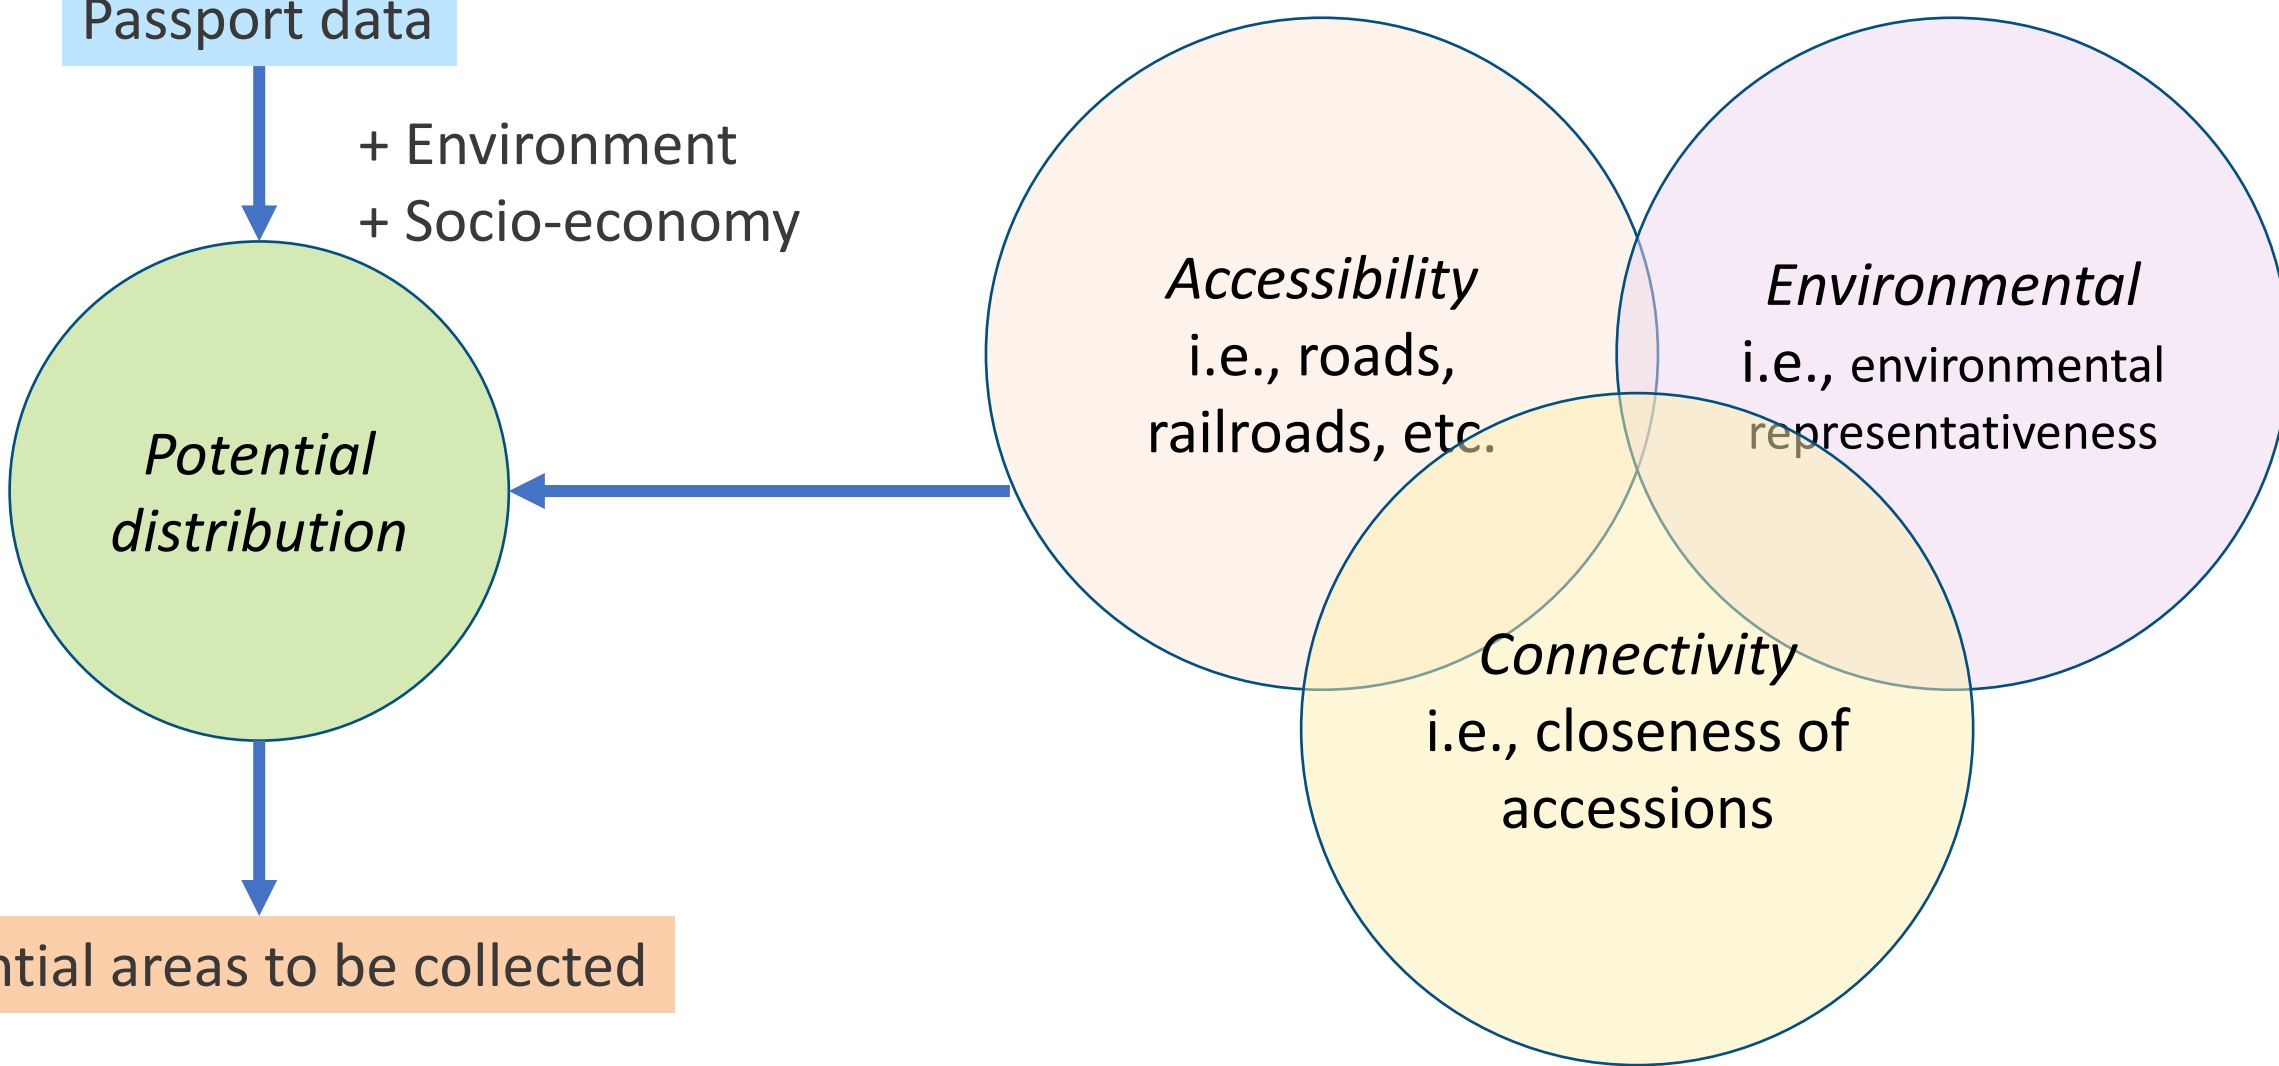 Passport data
+ Environment
+ Socio-economy
Potential
distribution
areas to be collected
Accessibility
i.e., roads,
railroads, etc.
Environmental
i.e., environmental
representativeness
Connectivity
i.e., closeness of
accessions